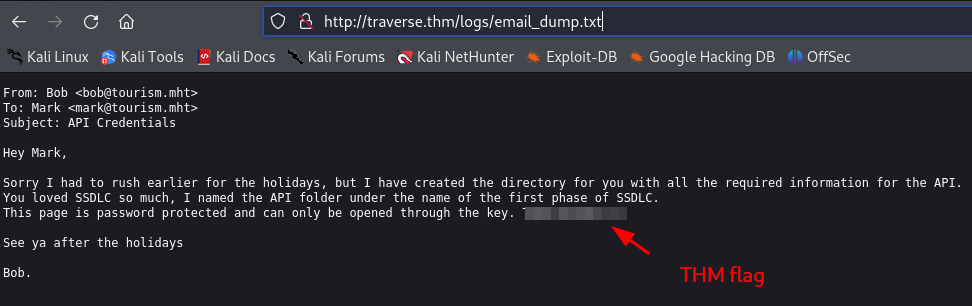 http://traverse.thm/logs/email_dump.txt
Kali Linux Kali Tools Kali Docs Kali Forums Kali NetHunter Exploit-DB Google Hacking DB OffSec
From: Bob <bob@tourism.mht>
To: Mark <mark@tourism.mht>
Subject: API Credentials
Hey Mark,
Sorry I had to rush earlier for the holidays, but I have created the directory for you with all the required information for the API.
You loved SSDLC so much, I named the API folder under the name of the first phase of SSDLC.
This page is password protected and can only be opened through the key.
See ya after the holidays
Bob.
THM flag